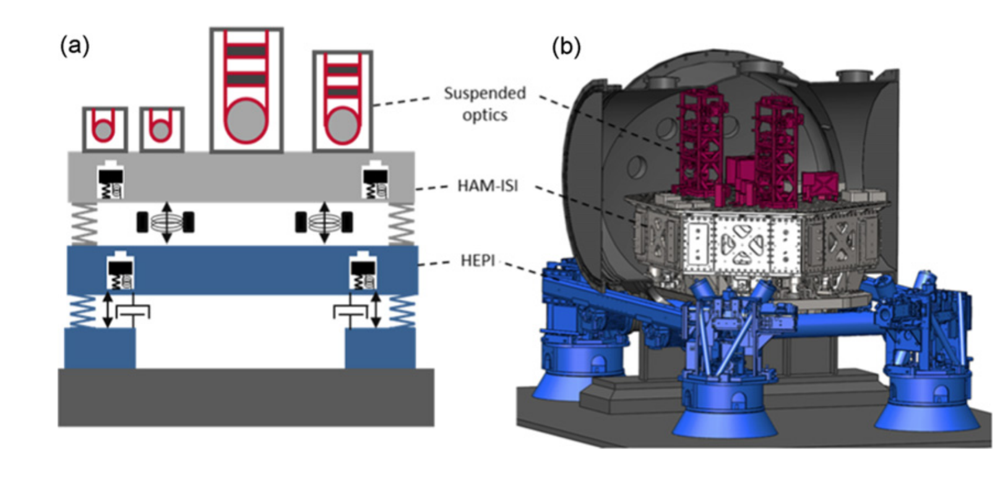 (a)
(b)
Suspended
optics
HAM-ISI
HEPI